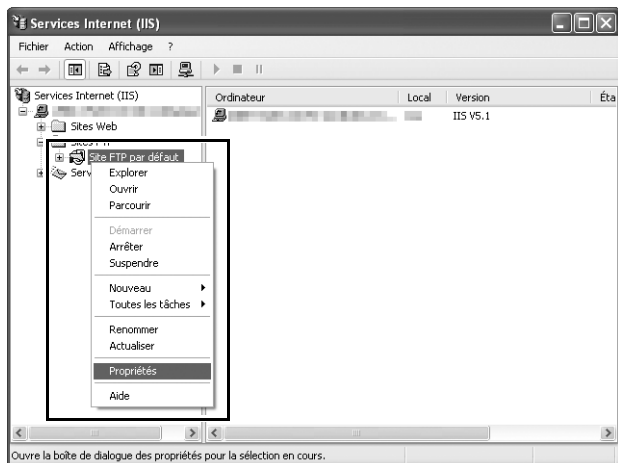 Services Internet (IIS)
Fichier Action Affichage ?
Services Internet (IIS)
Ordinateur Local Version Éta
IIS V5.1
Sites Web
Site FTP par défaut
Serv
Explorer
Ouvrir
Parcourir
Démarrer
Arrêter
Suspendre
Nouveau
Toutes les tâches
Renommer
Actualiser
Propriétés
Aide
Ouvre la boîte de dialogue des propriétés pour la sélection en cours.